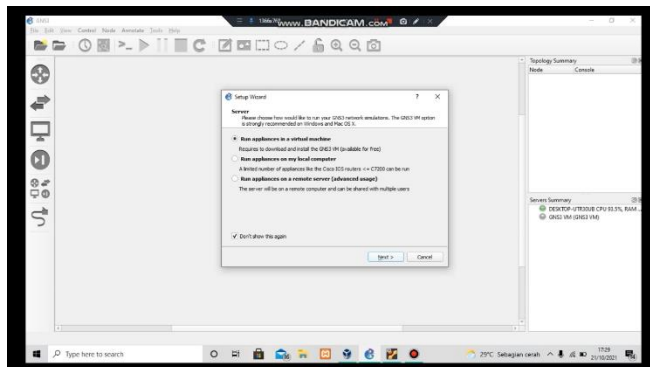 GNS3
www.BANDICAM.com
File Edit View Control Node Annotate Tools Help
Topology Summary
Node Console
Setup Wizard
Server
Please choose how would like to run your GNS3 network simulations. The GNS3 VM option
is strongly recommended on Windows and Mac OS X.
Run appliances in a virtual machine
Requires to download and install the GNS3 VM (available for free)
Run appliances on my local computer
A limited number of appliances like the Cisco IOS routers <= C7200 can be run
Run appliances on a remote server (advanced usage)
The server will be on a remote computer and can be shared with multiple users
Don't show this again
Next > Cancel
Servers Summary
CPU 93.5%, RAM
GNS3 VM (GNS3 VM)
Type here to search
29°C Sebagian cerah
17:29
21/10/2021